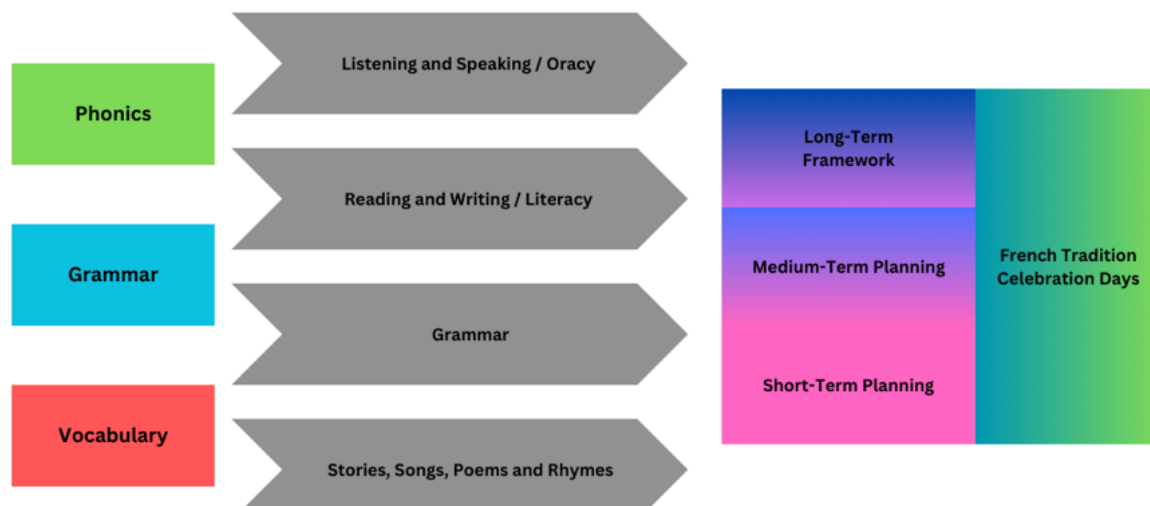 Phonics
Grammar
Vocabulary
Listening and Speaking / Oracy
Reading and Writing / Literacy
Grammar
Stories, Songs, Poems and Rhymes
Long-Term
Framework
Medium-Term Planning
Short-Term Planning
French Tradition
Celebration Days